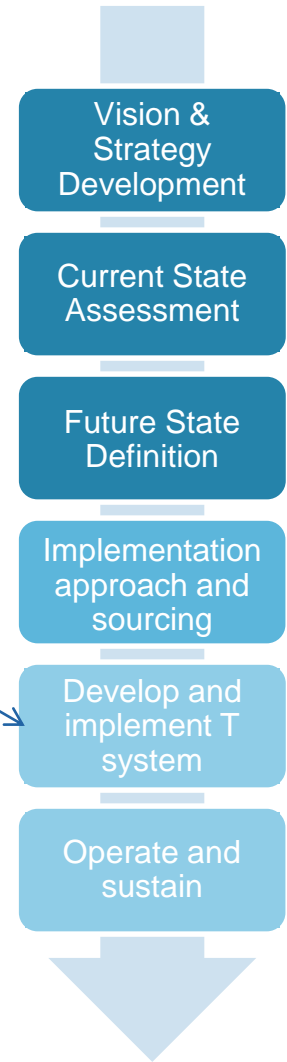 Vision &
Strategy
Development
Current State
Assessment
Future State
Definition
Implementation
approach and
sourcing
Develop and
implement T
system
Operate and
sustain